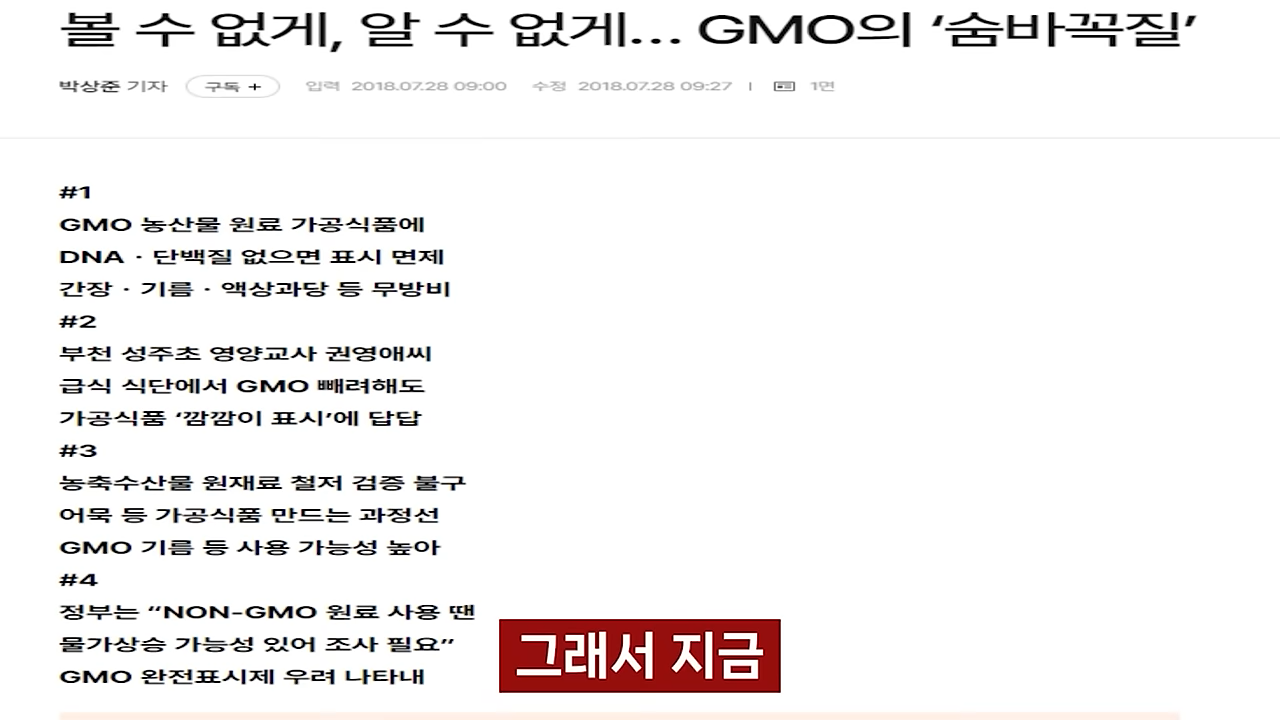 볼 수 없게, 알 수 없게... GMO의 ‘숨바꼭질’
박상준 기자 구독 + 입력 2018.07.28 09:00 수정 2018.07.28 09:27 | 1면
#1
GMO 농산물 원료 가공식품에
DNA · 단백질 없으면 표시 면제
간장 · 기름 · 액상과당 등 무방비
#2
부천 성주초 영양교사 권영애씨
급식 식단에서 GMO 빼려해도
가공식품 ‘깜깜이 표시’에 답답
#3
농축수산물 원재료 철저 검증 불구
어묵 등 가공식품 만드는 과정선
GMO 기름 등 사용 가능성 높아
#4
정부는 “NON-GMO 원료 사용 땐
물가상승 가능성 있어 조사 필요”
GMO 완전표시제 우려 나타내
그래서 지금